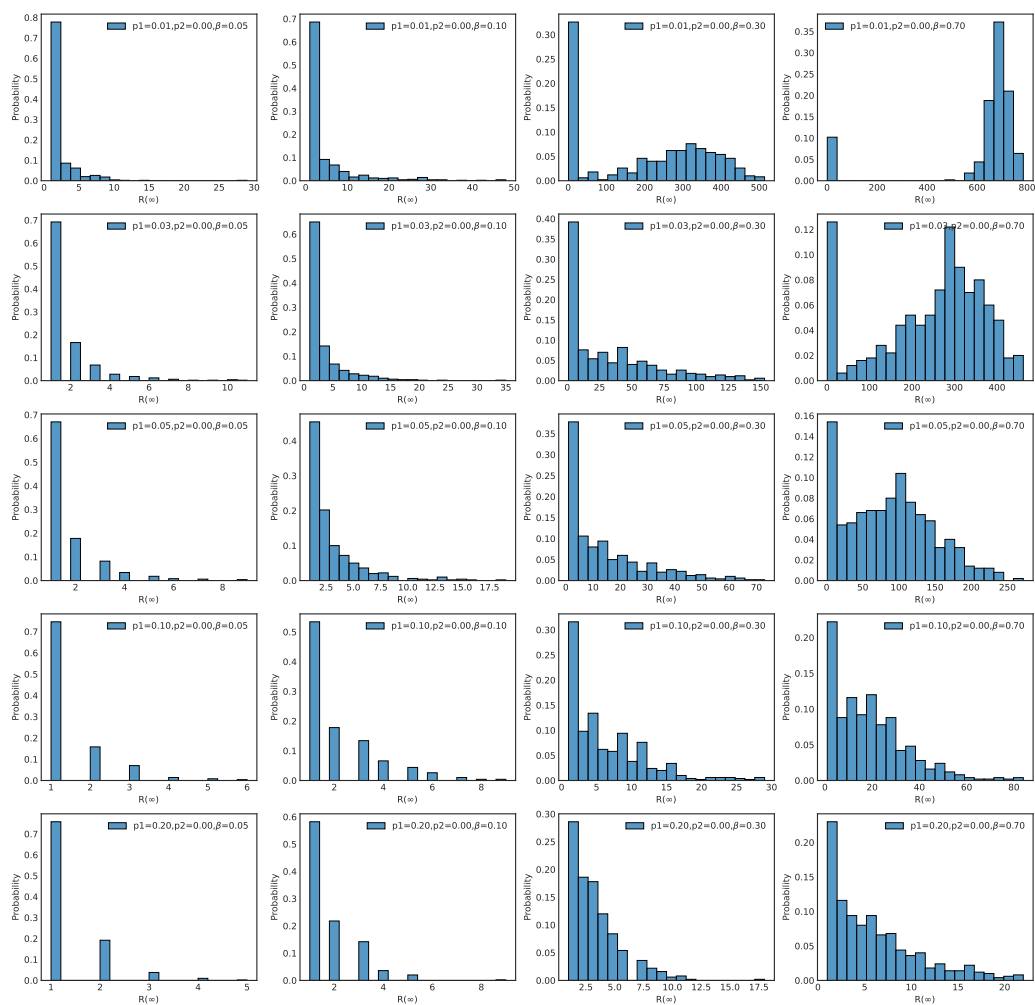 p1=0.01,p2=0.00,β=0.05
Probability
0.8
0.7
0.6
0.5
0.4
0.3
0.2
0.1
0.0
0 5 10 15 20 25 30
R(∞)
p1=0.01,p2=0.00,β=0.10
Probability
0.7
0.6
0.5
0.4
0.3
0.2
0.1
0.0
0 10 20 30 40 50
R(∞)
p1=0.01,p2=0.00,β=0.30
Probability
0.30
0.25
0.20
0.15
0.10
0.05
0.00
0 100 200 300 400 500
R(∞)
p1=0.01,p2=0.00,β=0.70
Probability
0.35
0.30
0.25
0.20
0.15
0.10
0.05
0.00
0 200 400 600 800
R(∞)
p1=0.03,p2=0.00,β=0.05
Probability
0.7
0.6
0.5
0.4
0.3
0.2
0.1
0.0
2 4 6 8 10
R(∞)
p1=0.03,p2=0.00,β=0.10
Probability
0.6
0.5
0.4
0.3
0.2
0.1
0.0
0 5 10 15 20 25 30 35
R(∞)
p1=0.03,p2=0.00,β=0.30
Probability
0.40
0.35
0.30
0.25
0.20
0.15
0.10
0.05
0.00
0 25 50 75 100 125 150
R(∞)
p1=0.03,p2=0.00,β=0.70
Probability
0.12
0.10
0.08
0.06
0.04
0.02
0.00
0 100 200 300 400
R(∞)
p1=0.05,p2=0.00,β=0.05
Probability
0.7
0.6
0.5
0.4
0.3
0.2
0.1
0.0
2 4 6 8
R(∞)
p1=0.05,p2=0.00,β=0.10
Probability
0.4
0.3
0.2
0.1
0.0
2.5 5.0 7.5 10.0 12.5 15.0 17.5
R(∞)
p1=0.05,p2=0.00,β=0.30
Probability
0.35
0.30
0.25
0.20
0.15
0.10
0.05
0.00
0 10 20 30 40 50 60 70
R(∞)
p1=0.05,p2=0.00,β=0.70
Probability
0.16
0.14
0.12
0.10
0.08
0.06
0.04
0.02
0.00
0 50 100 150 200 250
R(∞)
p1=0.10,p2=0.00,β=0.05
Probability
0.7
0.6
0.5
0.4
0.3
0.2
0.1
0.0
1 2 3 4 5 6
R(∞)
p1=0.10,p2=0.00,β=0.10
Probability
0.5
0.4
0.3
0.2
0.1
0.0
2 4 6 8
R(∞)
p1=0.10,p2=0.00,β=0.30
Probability
0.30
0.25
0.20
0.15
0.10
0.05
0.00
0 5 10 15 20 25 30
R(∞)
p1=0.10,p2=0.00,β=0.70
Probability
0.20
0.15
0.10
0.05
0.00
0 20 40 60 80
R(∞)
p1=0.20,p2=0.00,β=0.05
Probability
0.7
0.6
0.5
0.4
0.3
0.2
0.1
0.0
1 2 3 4 5
R(∞)
p1=0.20,p2=0.00,β=0.10
Probability
0.6
0.5
0.4
0.3
0.2
0.1
0.0
2 4 6 8
R(∞)
p1=0.20,p2=0.00,β=0.30
Probability
0.30
0.25
0.20
0.15
0.10
0.05
0.00
2.5 5.0 7.5 10.0 12.5 15.0 17.5
R(∞)
p1=0.20,p2=0.00,β=0.70
Probability
0.20
0.15
0.10
0.05
0.00
0 5 10 15 20
R(∞)